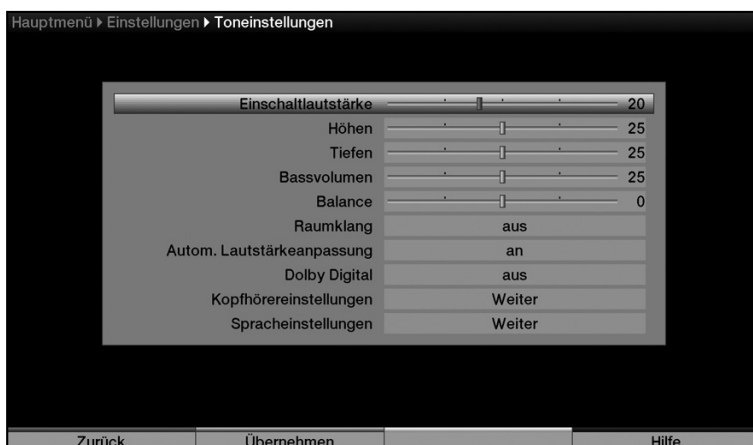 Hauptmenü ▸ Einstellungen ▸ Toneinstellungen
Einschaltlautstärke 20
Höhen 25
Tiefen 25
Bassvolumen 25
Balance 0
Raumklang aus
Autom. Lautstärkeanpassung an
Dolby Digital aus
Kopfhörereinstellungen Weiter
Spracheinstellungen Weiter
Zurück Übernehmen Hilfe